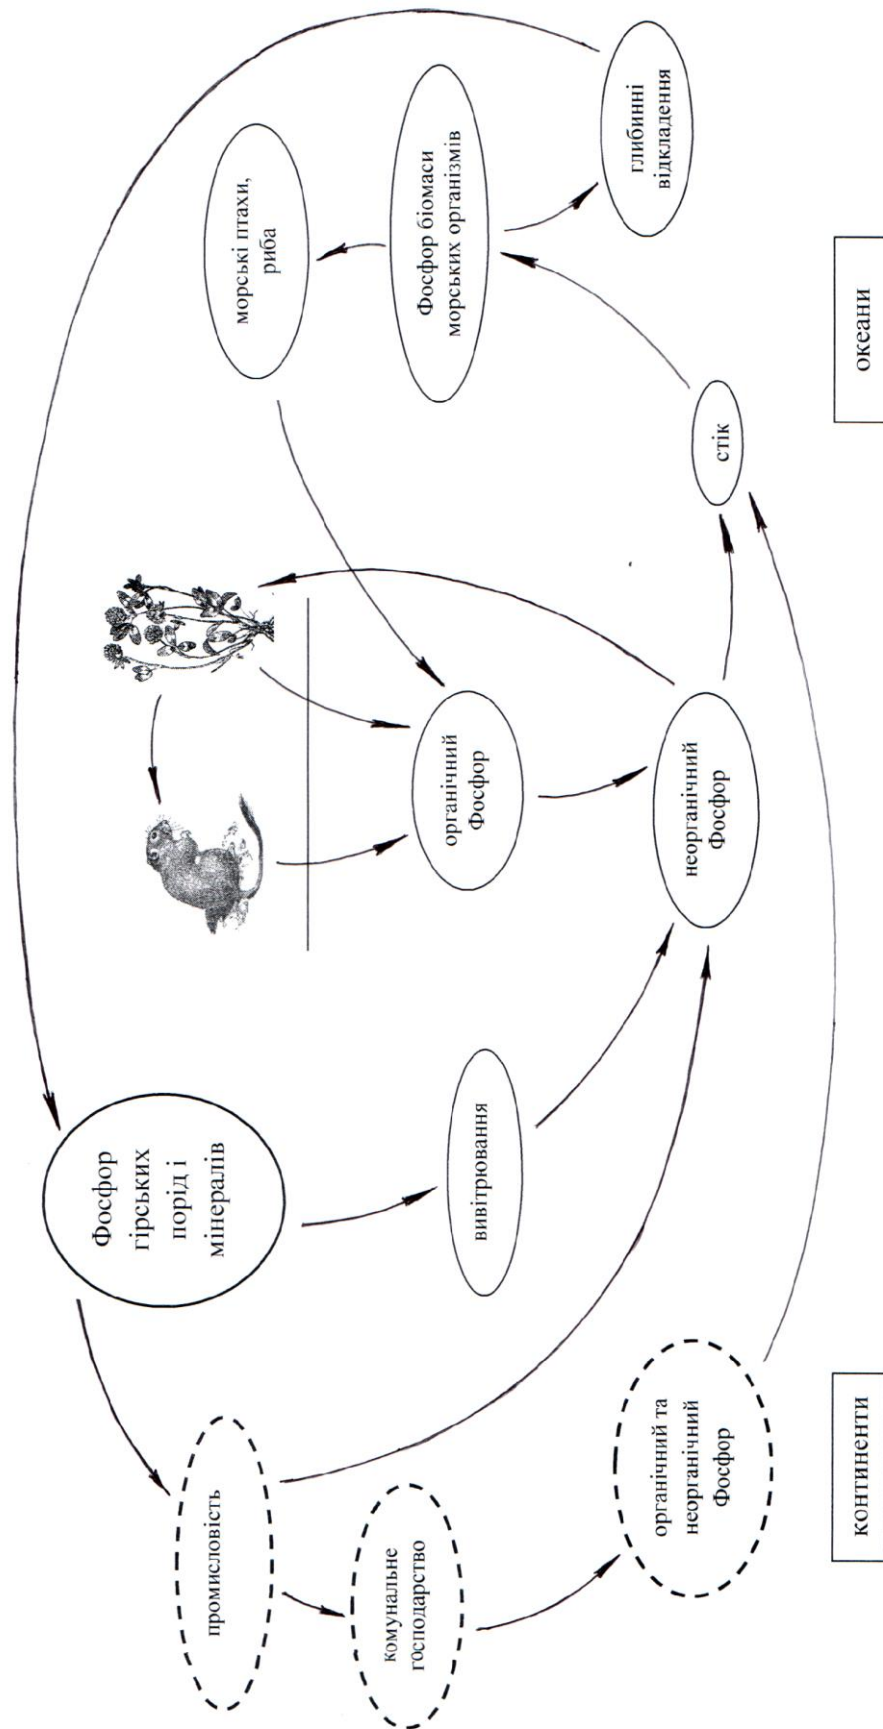 Фосфор
гірських
порід і
мінералів
промисловість
комунальне
господарство
органічний та
неорганічний
Фосфор
вивітрювання
органічний
Фосфор
неорганічний
Фосфор
морські птахи,
риба
Фосфор біомаси
морських організмів
глибинні
відкладення
стік
континенти
океани